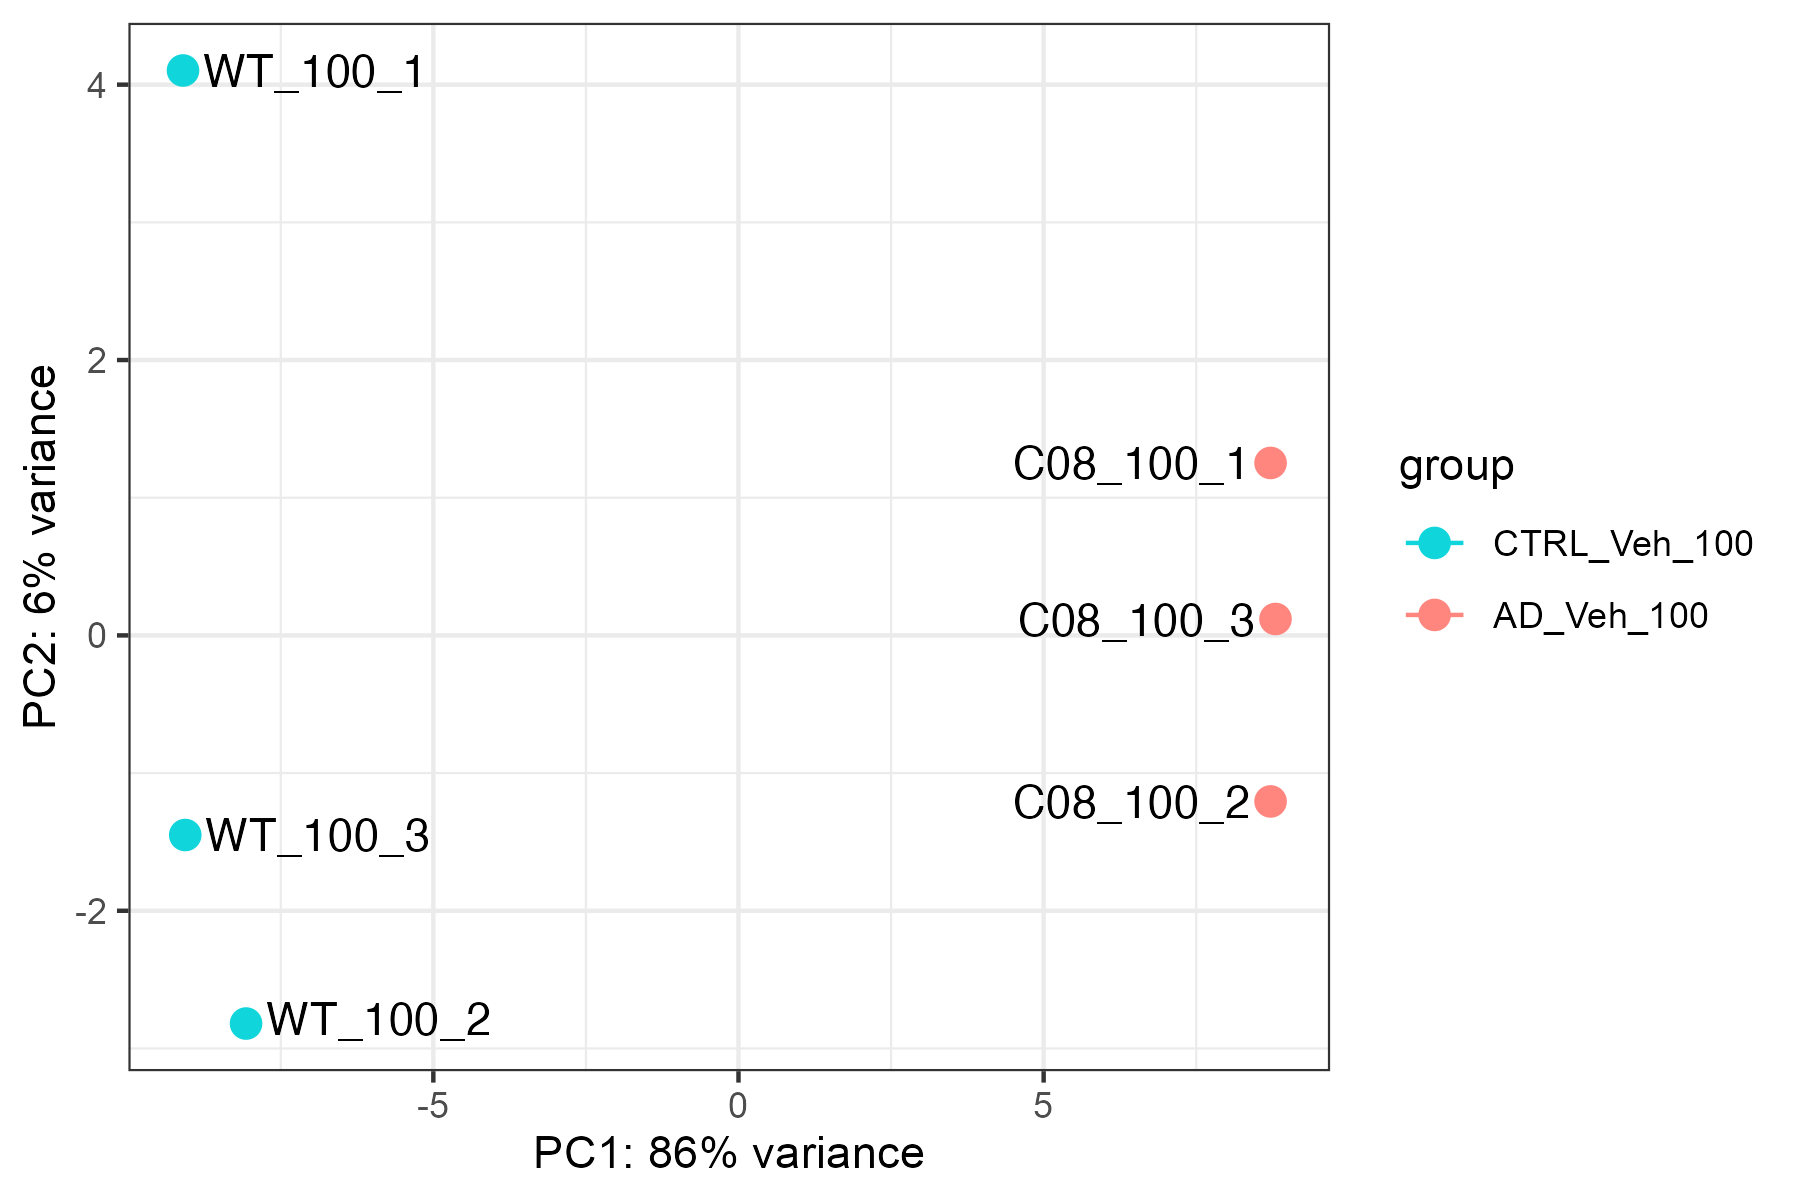 WT_100_1
4
2
C08_100_1
C08_100_3
0
C08_100_2
WT_100_3
-2
WT_100_2
-5
0
5
PC1: 86% variance
PC2: 6% variance
group
CTRL_Veh_100
AD_Veh_100